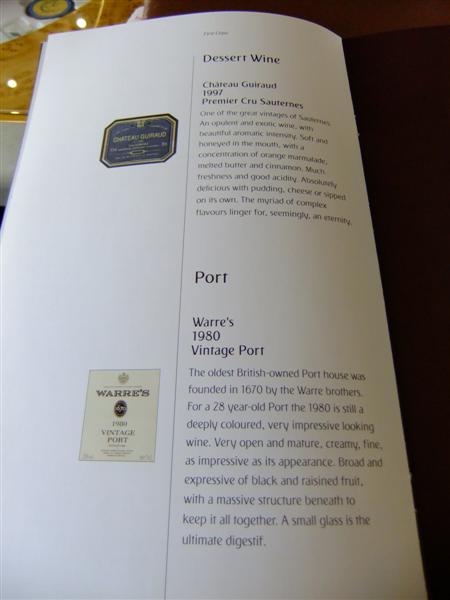 First Class
Dessert Wine
Château Guiraud
1997
Premier Cru Sauternes
One of the great vintages of Sauternes.
An opulent and exotic wine, with
beautiful aromatic intensity. Soft and
honeyed in the mouth, with a
concentration of orange marmalade,
melted butter and cinnamon. Much
freshness and good acidity. Absolutely
delicious with pudding, cheese or sipped
on its own. The myriad of complex
flavours linger for, seemingly, an eternity.
CHÂTEAU GUIRAUD
Port
Warre's
1980
Vintage Port
The oldest British-owned Port house was
founded in 1670 by the Warre brothers.
For a 28 year-old Port the 1980 is still a
deeply coloured, very impressive looking
wine. Very open and mature, creamy, fine,
as impressive as its appearance. Broad and
expressive of black and raisined fruit,
with a massive structure beneath to
keep it all together. A small glass is the
ultimate digestif.
WARRE'S
1670
1980
VINTAGE
PORT